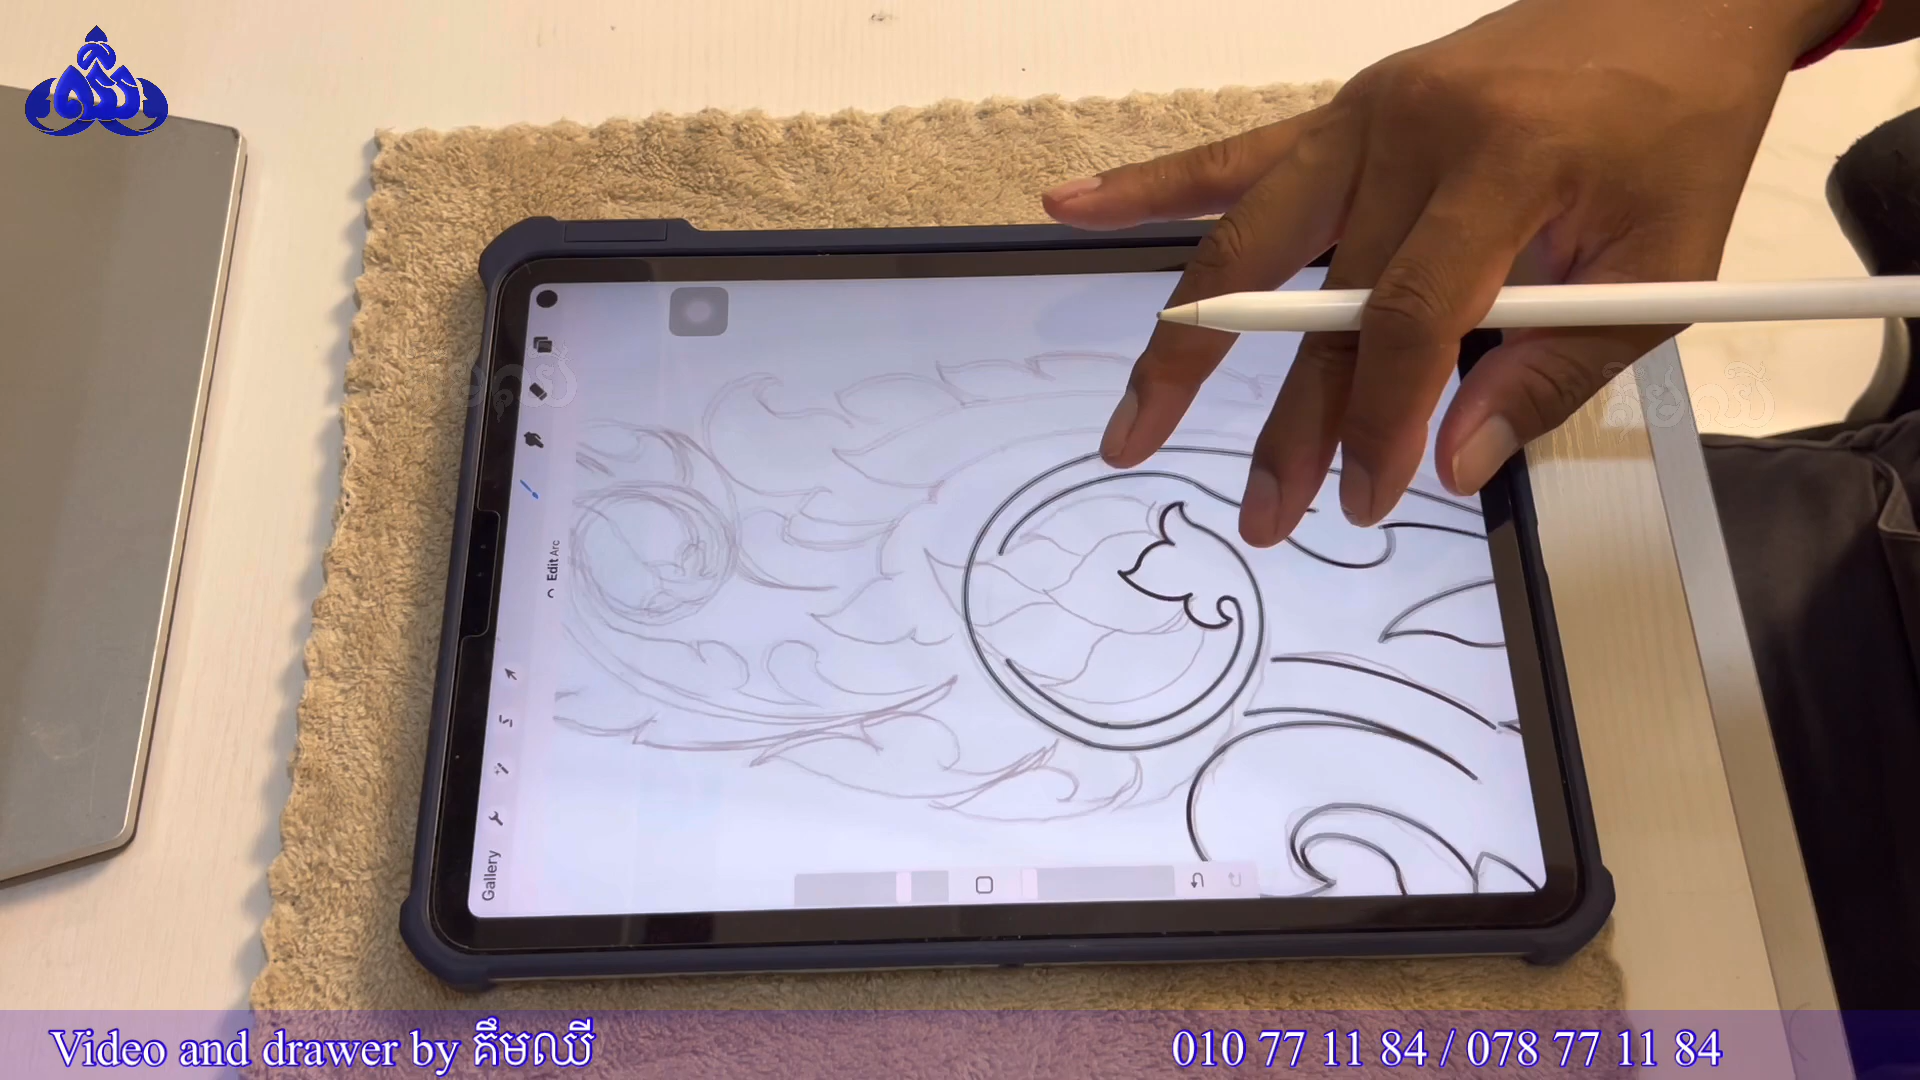 Edit Arc
Gallery
Video and drawer by គឹមឈី
010 77 11 84 / 078 77 11 84